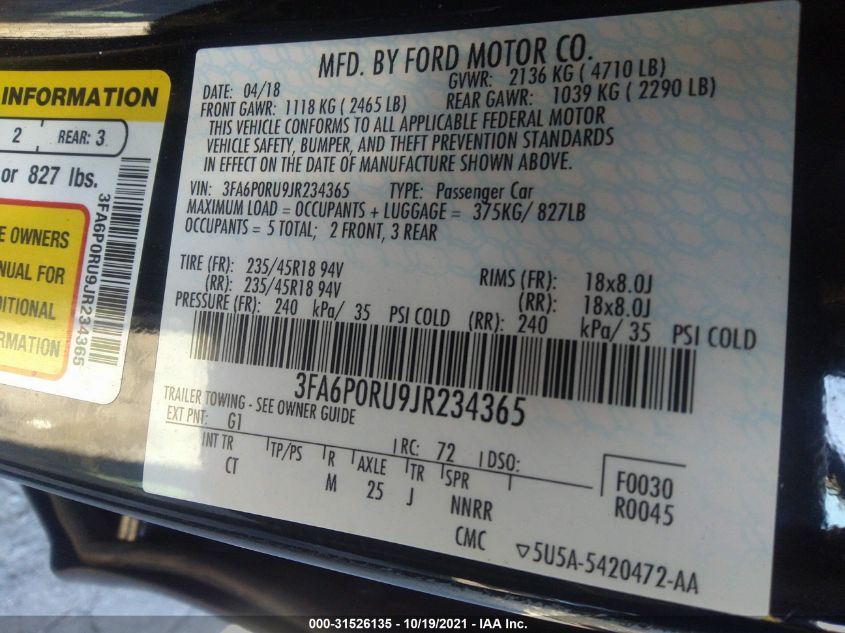 MFD. BY FORD MOTOR CO.
DATE: 04/18 GVWR: 2136 KG ( 4710 LB)
FRONT GAWR: 1118 KG ( 2465 LB) REAR GAWR: 1039 KG ( 2290 LB)
THIS VEHICLE CONFORMS TO ALL APPLICABLE FEDERAL MOTOR
VEHICLE SAFETY, BUMPER, AND THEFT PREVENTION STANDARDS
IN EFFECT ON THE DATE OF MANUFACTURE SHOWN ABOVE.
VIN: 3FA6P0RU9JR234365 TYPE: Passenger Car
MAXIMUM LOAD = OCCUPANTS + LUGGAGE = 375KG/ 827LB
OCCUPANTS = 5 TOTAL; 2 FRONT, 3 REAR
TIRE (FR): 235/45R18 94V RIMS (FR): 18x8.0J
(RR): 235/45R18 94V (RR): 18x8.0J
PRESSURE (FR): 240 kPa/ 35 PSI COLD (RR): 240 kPa/ 35 PSI COLD
3FA6P0RU9JR234365
TRAILER TOWING - SEE OWNER GUIDE
EXT PNT: G1 RC: 72 DSO:
INT TR TP/PS R AXLE TR SPR F0030
CT M 25 J NNRR R0045
CMC ▽5U5A-5420472-AA
INFORMATION
2 REAR: 3
or 827 lbs.
3FA6P0RU9JR234365
E OWNERS
NUAL FOR
DITIONAL
RMATION
000-31526135 - 10/19/2021 - IAA Inc.